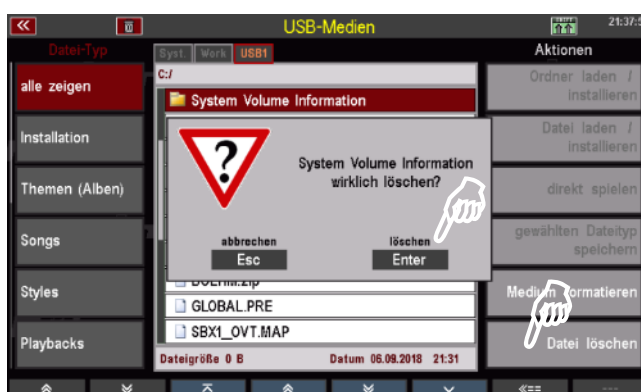 USB-Medien
21:37:5
Datei-Typ
Syst. Work USB1
Aktionen
C:/
alle zeigen
System Volume Information
Ordner laden /
installieren
Installation
Datei laden /
installieren
System Volume Information
wirklich löschen?
Themen (Alben)
direkt spielen
Songs
gewählten Dateityp
speichern
abbrechen
Esc
löschen
Enter
Styles
Medium formatieren
GLOBAL.PRE
SBX1_OVT.MAP
Playbacks
Datei löschen
Dateigröße 0 B
Datum 06.09.2018 21:31